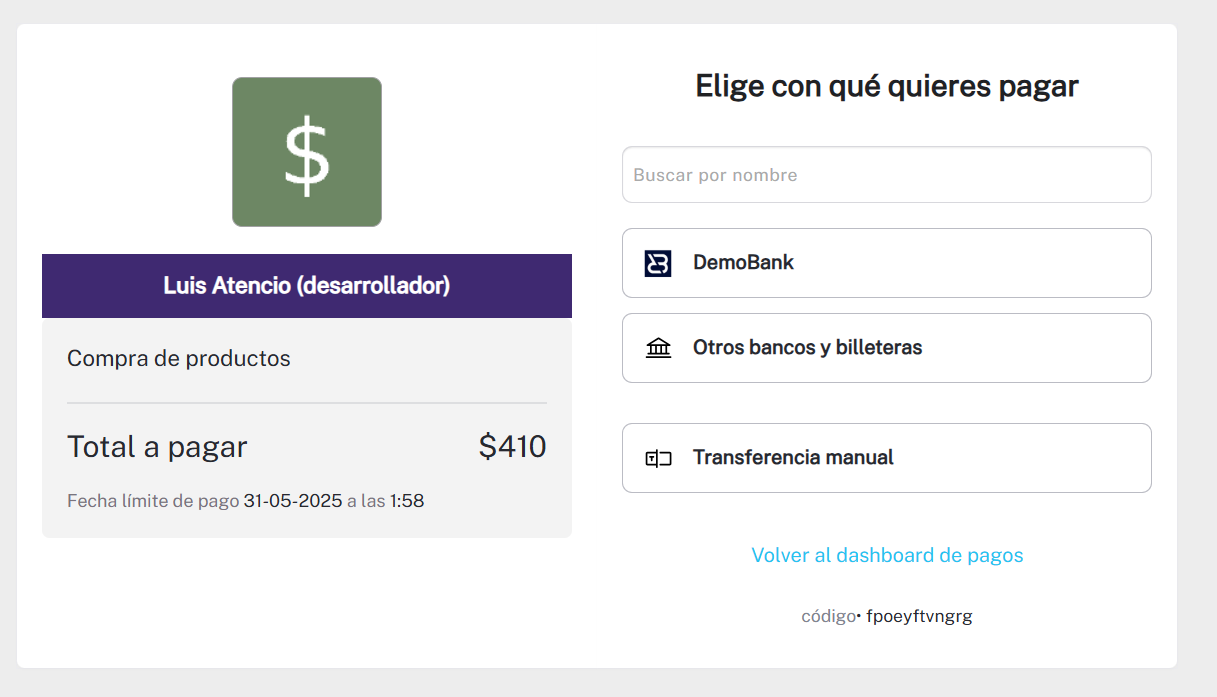 $
Luis Atencio (desarrollador)
Compra de productos
Total a pagar $410
Fecha límite de pago 31-05-2025 a las 1:58
Elige con qué quieres pagar
Buscar por nombre
DemoBank
Otros bancos y billeteras
Transferencia manual
Volver al dashboard de pagos
código• fpoeyftvngrg